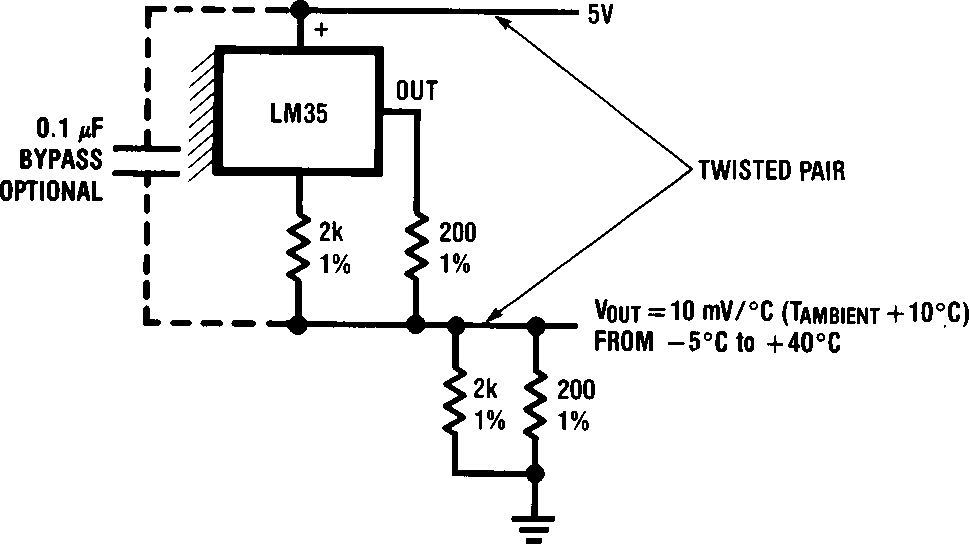 5V
+
OUT
LM35
0.1 µF
BYPASS
OPTIONAL
TWISTED PAIR
2k
1%
200
1%
VOUT = 10 mV/°C (TAMBIENT + 10°C)
FROM −5°C to +40°C
2k
1%
200
1%